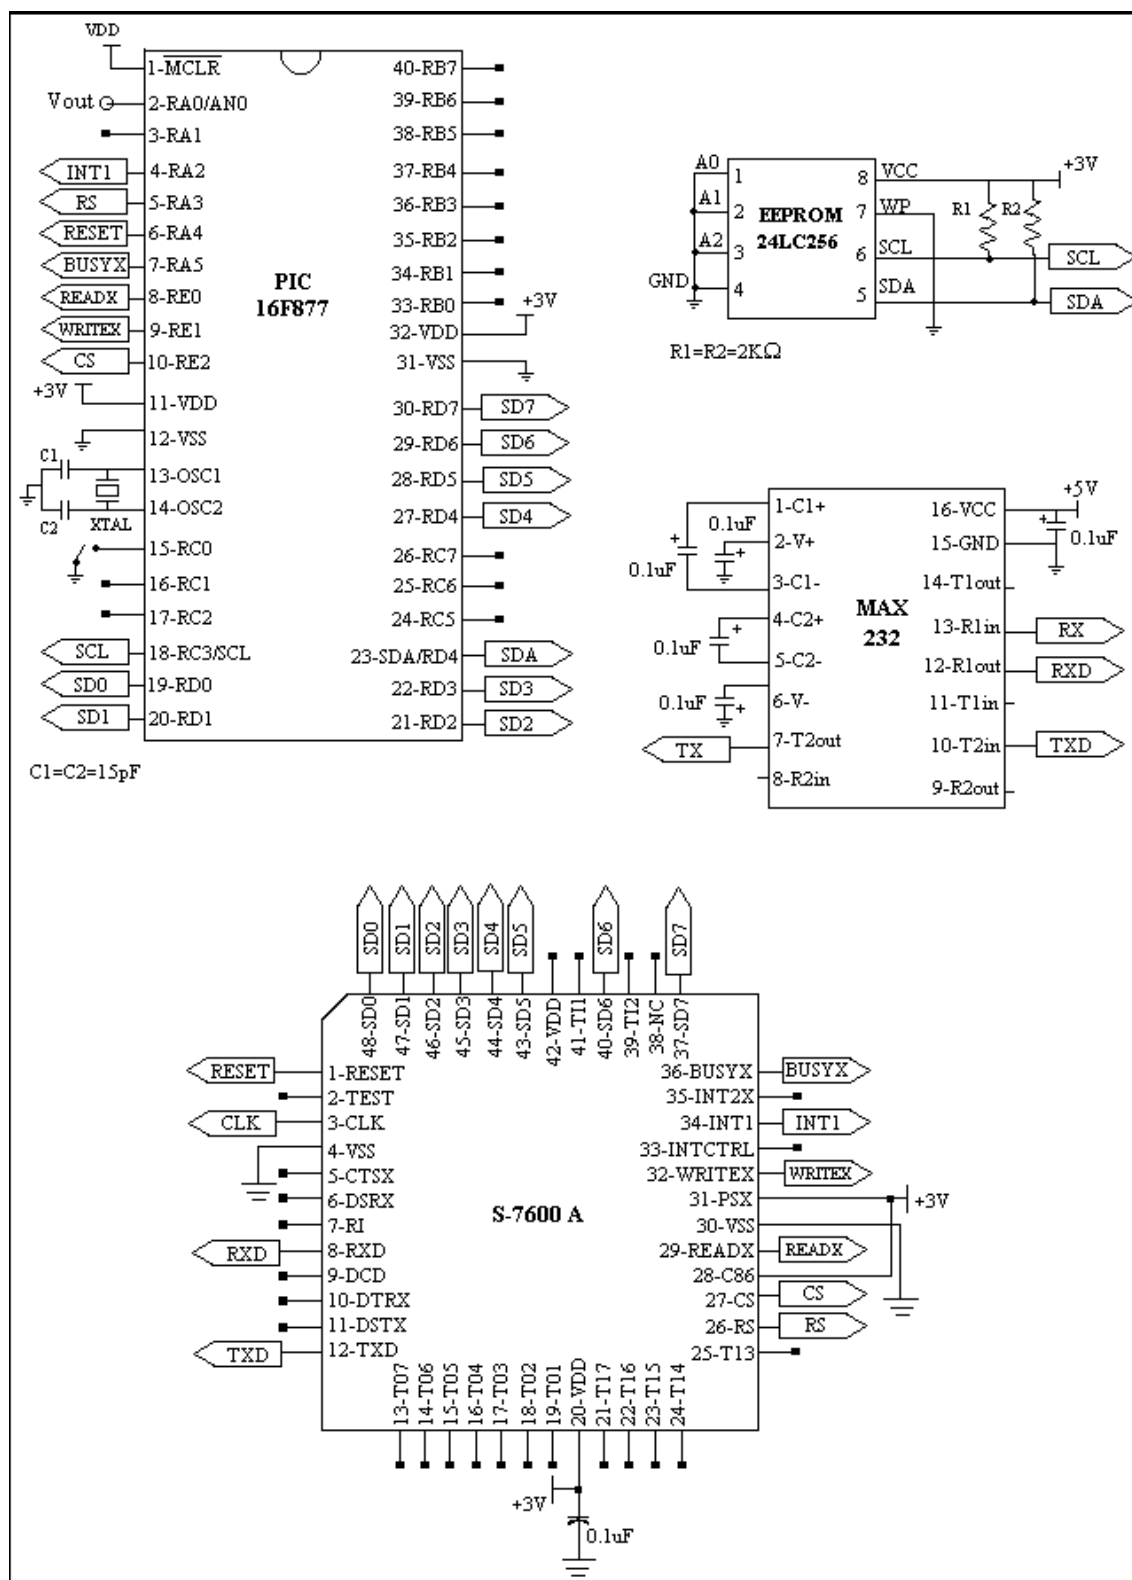 VDD
1-MCLR
Vout
2-RA0/AN0
3-RA1
INT1
4-RA2
RS
5-RA3
RESET
6-RA4
BUSYX
7-RA5
READX
8-RE0
WRITEX
9-RE1
CS
10-RE2
+3V
11-VDD
12-VSS
C1
13-OSC1
14-OSC2
C2
XTAL
15-RC0
16-RC1
17-RC2
SCL
18-RC3/SCL
SD0
19-RD0
SD1
20-RD1
PIC
16F877
40-RB7
39-RB6
38-RB5
37-RB4
36-RB3
35-RB2
34-RB1
33-RB0
+3V
32-VDD
31-VSS
30-RD7
SD7
29-RD6
SD6
28-RD5
SD5
27-RD4
SD4
26-RC7
25-RC6
24-RC5
23-SDA/RD4
SDA
22-RD3
SD3
21-RD2
SD2
C1=C2=15pF
A0
1
A1
2
A2
3
GND
4
EEPROM
24LC256
8
VCC
+3V
7
WP
R1
R2
6
SCL
SCL
5
SDA
SDA
R1=R2=2KΩ
1-C1+
0.1uF
2-V+
0.1uF
3-C1-
4-C2+
0.1uF
5-C2-
0.1uF
6-V-
TX
7-T2out
8-R2in
MAX
232
16-VCC
+5V
0.1uF
15-GND
14-T1out
13-R1in
RX
12-R1out
RXD
11-T1in
10-T2in
TXD
9-R2out
+
+
+
+
+
SD0
SD1
SD2
SD3
SD4
SD5
SD6
SD7
48-SD0
47-SD1
46-SD2
45-SD3
44-SD4
43-SD5
42-VDD
41-TI1
40-SD6
39-TI2
38-NC
37-SD7
RESET
1-RESET
2-TEST
CLK
3-CLK
4-VSS
5-CTSX
6-DSRX
7-RI
RXD
8-RXD
9-DCD
10-DTRX
11-DSTX
TXD
12-TXD
S-7600 A
36-BUSYX
BUSYX
35-INT2X
34-INT1
INT1
33-INTCTRL
32-WRITEX
WRITEX
31-PSX
+3V
30-VSS
29-READX
READX
28-C86
27-CS
CS
26-RS
RS
25-T13
13-T07
14-T06
15-T05
16-T04
17-T03
18-T02
19-T01
20-VDD
21-T17
22-T16
23-T15
24-T14
+3V
0.1uF